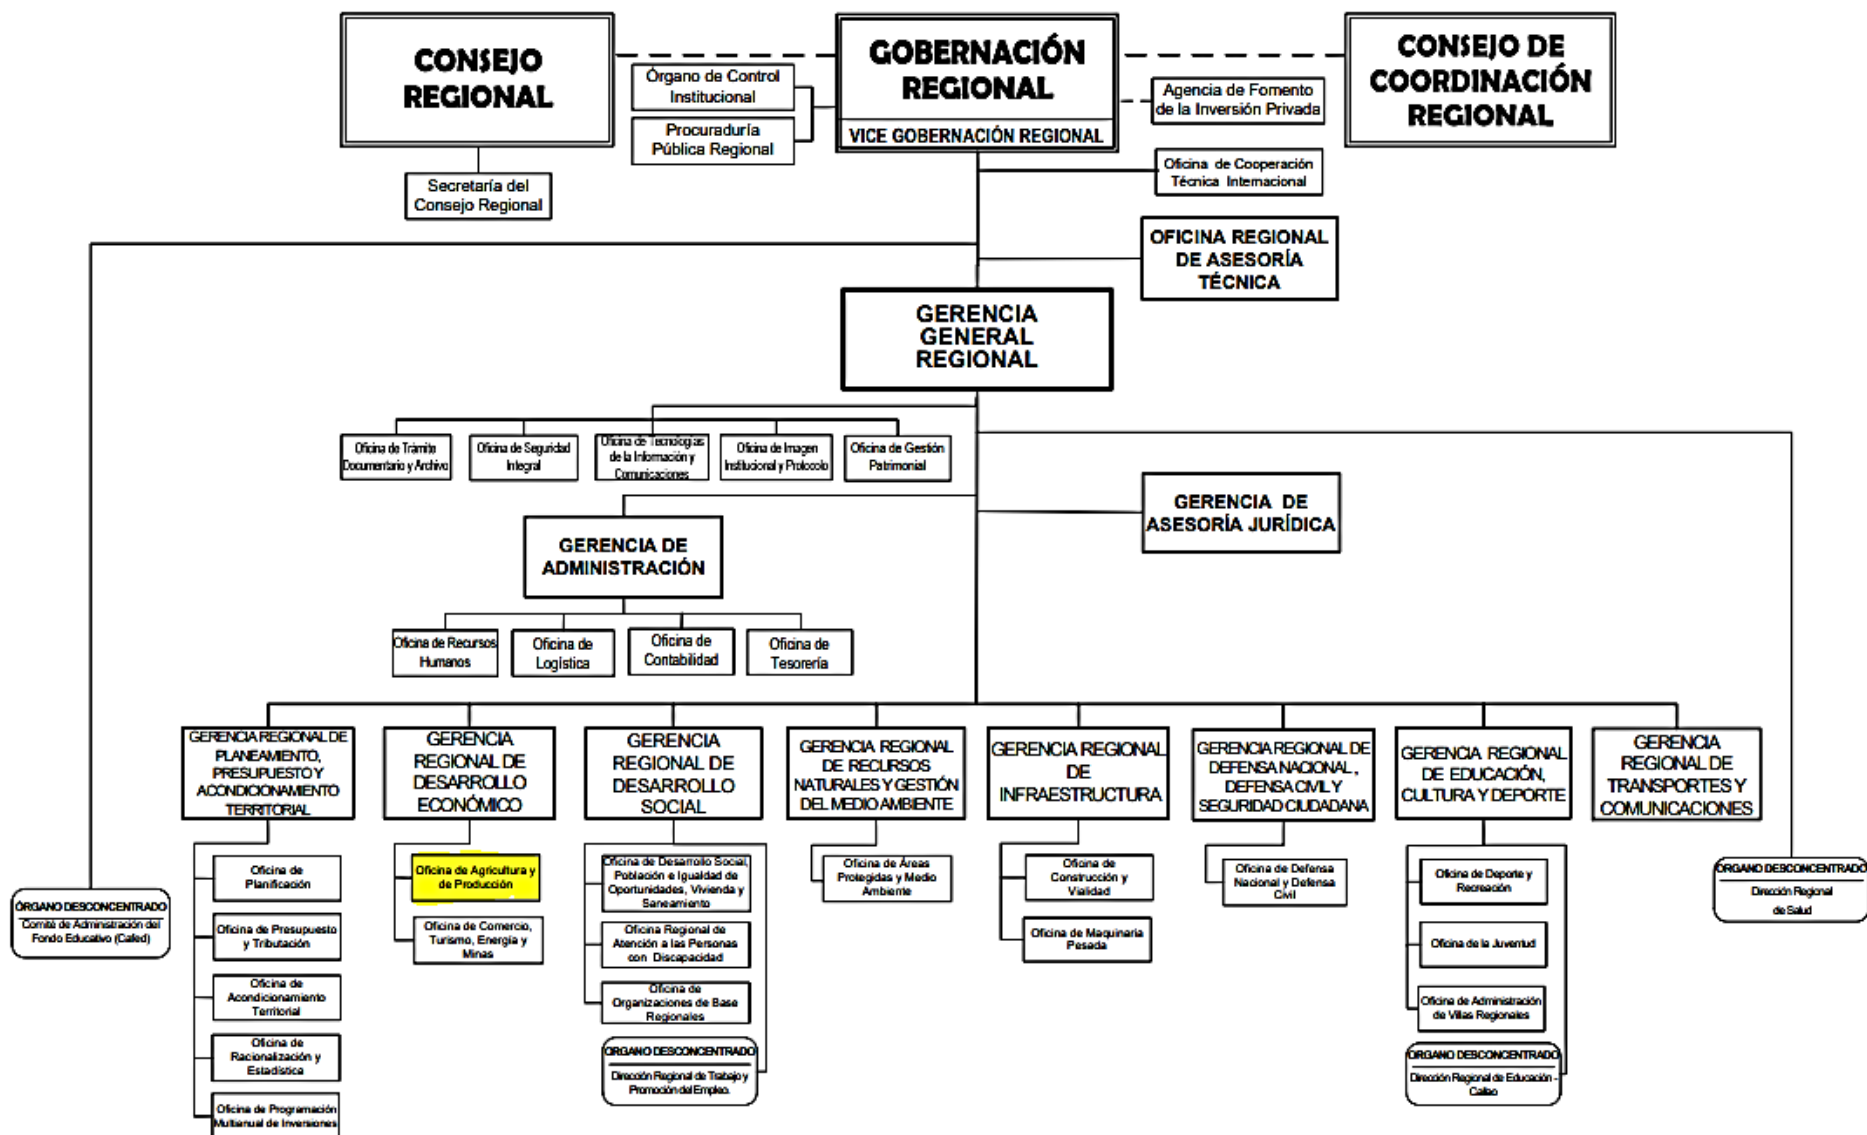 CONSEJO
REGIONAL
GOBERNACIÓN
REGIONAL
VICE GOBERNACIÓN REGIONAL
CONSEJO DE
COORDINACIÓN
REGIONAL
Órgano de Control
Institucional
Procuraduría
Pública Regional
Agencia de Fomento
de la Inversión Privada
Secretaría del
Consejo Regional
Oficina de Cooperación
Técnica Internacional
OFICINA REGIONAL
DE ASESORÍA
TÉCNICA
GERENCIA
GENERAL
REGIONAL
Oficina de Trámite
Documentario y Archivo
Oficina de Seguridad
Integral
Oficina de Tecnologías
de la Información y
Comunicaciones
Oficina de Imagen
Institucional y Protocolo
Oficina de Gestión
Patrimonial
GERENCIA DE
ASESORÍA JURÍDICA
GERENCIA DE
ADMINISTRACIÓN
Oficina de Recursos
Humanos
Oficina de
Logística
Oficina de
Contabilidad
Oficina de
Tesorería
GERENCIA REGIONAL DE
PLANEAMIENTO,
PRESUPUESTO Y
ACONDICIONAMIENTO
TERRITORIAL
GERENCIA
REGIONAL DE
DESARROLLO
ECONÓMICO
GERENCIA
REGIONAL DE
DESARROLLO
SOCIAL
GERENCIA REGIONAL
DE RECURSOS
NATURALES Y GESTIÓN
DEL MEDIO AMBIENTE
GERENCIA REGIONAL
DE
INFRAESTRUCTURA
GERENCIA REGIONAL DE
DEFENSA NACIONAL,
DEFENSA CIVIL Y
SEGURIDAD CIUDADANA
GERENCIA REGIONAL
DE EDUCACIÓN,
CULTURA Y DEPORTE
GERENCIA
REGIONAL DE
TRANSPORTES Y
COMUNICACIONES
Oficina de
Planificación
Oficina de Presupuesto
y Tributación
Oficina de
Acondicionamiento
Territorial
Oficina de
Racionalización y
Estadística
Oficina de Programación
Multianual de Inversiones
Oficina de Agricultura y
de Producción
Oficina de Comercio,
Turismo, Energía y
Minas
Oficina de Desarrollo Social,
Población e Igualdad de
Oportunidades, Vivienda y
Saneamiento
Oficina Regional de
Atención a las Personas
con Discapacidad
Oficina de
Organizaciones de Base
Regionales
ORGANO DESCONCENTRADO
Dirección Regional de Trabajo y
Promoción del Empleo.
Oficina de Áreas
Protegidas y Medio
Ambiente
Oficina de
Construcción y
Vialidad
Oficina de Maquinaria
Pesada
Oficina de Defensa
Nacional y Defensa
Civil
Oficina de Deporte y
Recreación
Oficina de la Juventud
Oficina de Administración
de Villas Regionales
ORGANO DESCONCENTRADO
Dirección Regional de Educación -
Callao
ÓRGANO DESCONCENTRADO
Comité de Administración del
Fondo Educativo (Cafed)
ORGANO DESCONCENTRADO
Dirección Regional
de Salud